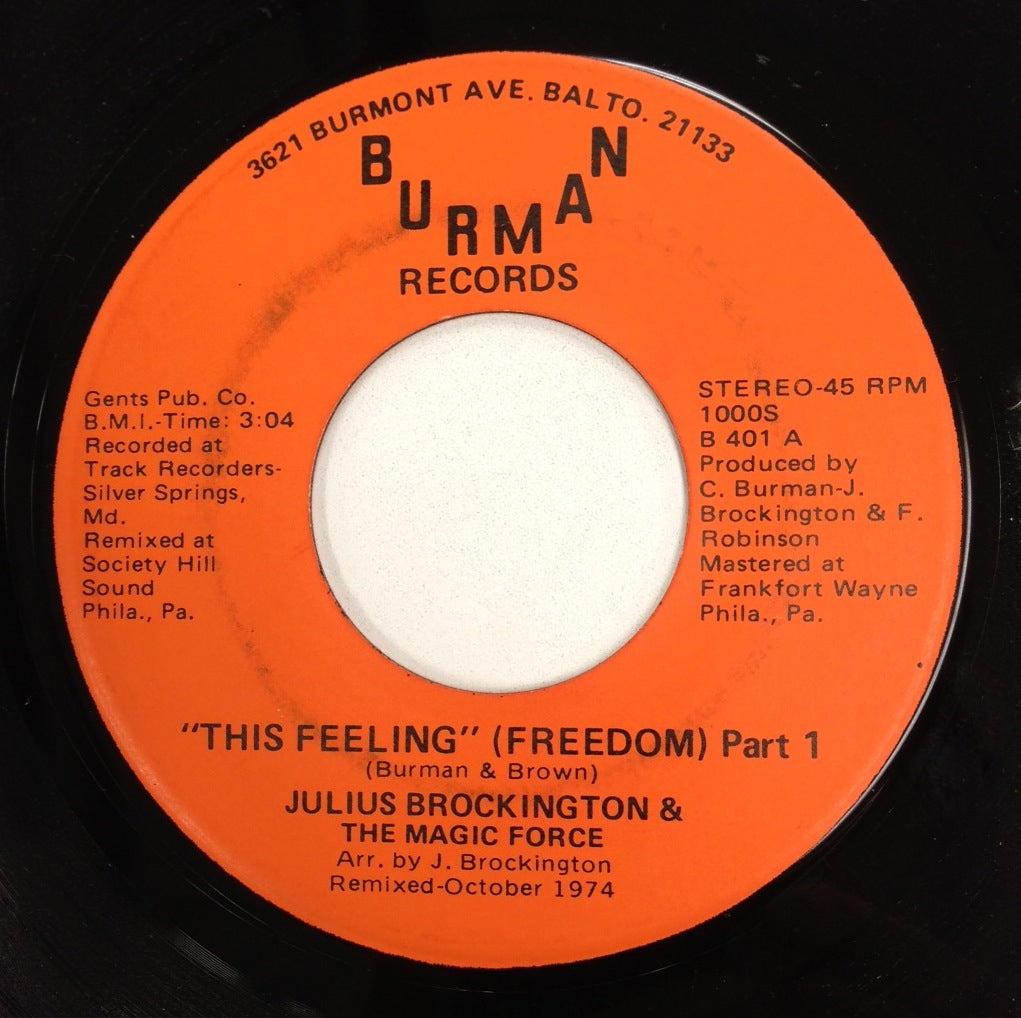 3621 BURMONT AVE. BALTO. 21133
BURMAN
RECORDS
Gents Pub. Co.
B.M.I.-Time: 3:04
Recorded at
Track Recorders-
Silver Springs,
Md.
Remixed at
Society Hill
Sound
Phila., Pa.
STEREO-45 RPM
1000S
B 401 A
Produced by
C. Burman-J.
Brockington & F.
Robinson
Mastered at
Frankfort Wayne
Phila., Pa.
"THIS FEELING" (FREEDOM) Part 1
(Burman & Brown)
JULIUS BROCKINGTON &
THE MAGIC FORCE
Arr. by J. Brockington
Remixed-October 1974